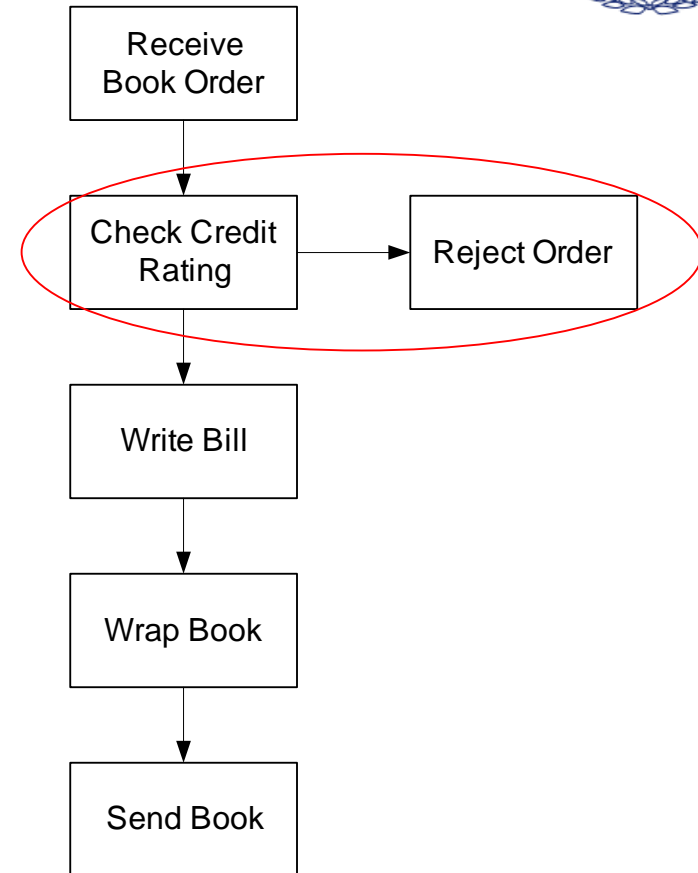 Receive
Book Order
Check Credit
Rating
Reject Order
Write Bill
Wrap Book
Send Book